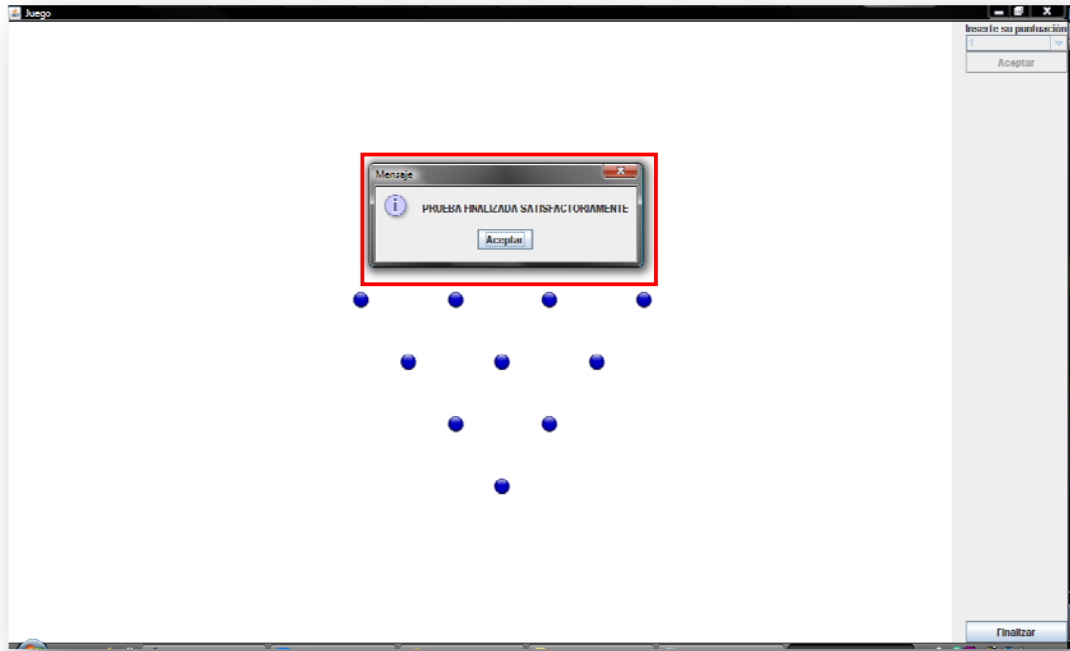 Juego
Inserte su puntuación
1
Aceptar
Mensaje
PRUEBA FINALIZADA SATISFACTORIAMENTE
Aceptar
Finalizar